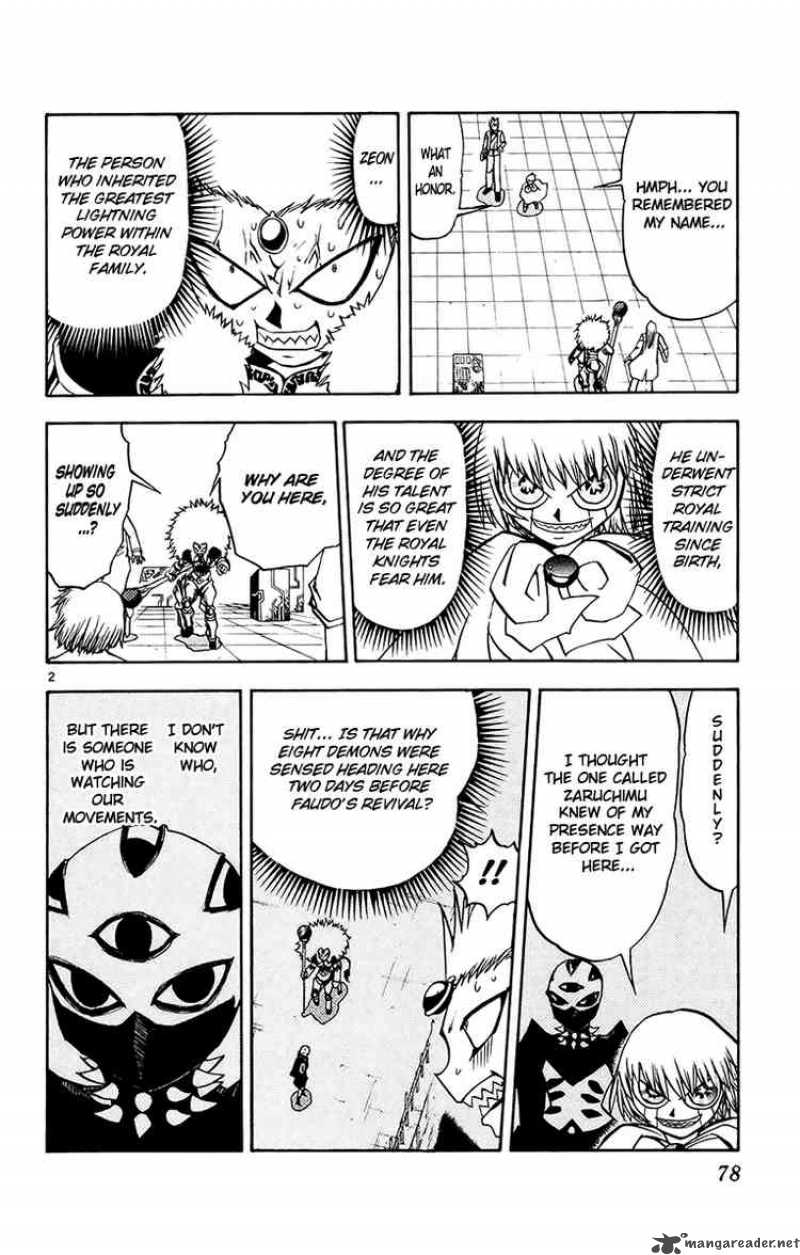 HMPH... YOU
REMEMBERED
MY NAME...
WHAT
AN
HONOR.
ZEON
...
THE PERSON
WHO INHERITED
THE GREATEST
LIGHTNING
POWER WITHIN
THE ROYAL
FAMILY.
HE UN-
DERWENT
STRICT
ROYAL
TRAINING
SINCE
BIRTH,
AND THE
DEGREE OF
HIS TALENT
IS SO GREAT
THAT EVEN
THE ROYAL
KNIGHTS
FEAR HIM.
WHY ARE
YOU HERE,
SHOWING
UP SO
SUDDENLY
...?
2
SUDDENLY?
I THOUGHT
THE ONE CALLED
ZARUCHIMU
KNEW OF MY
PRESENCE WAY
BEFORE I GOT
HERE...
!!
SHIT... IS THAT WHY
EIGHT DEMONS WERE
SENSED HEADING HERE
TWO DAYS BEFORE
FAUDO'S REVIVAL?
I DON'T
KNOW
WHO,
BUT THERE
IS SOMEONE
WHO IS
WATCHING
OUR
MOVEMENTS.
78
mangareader.net